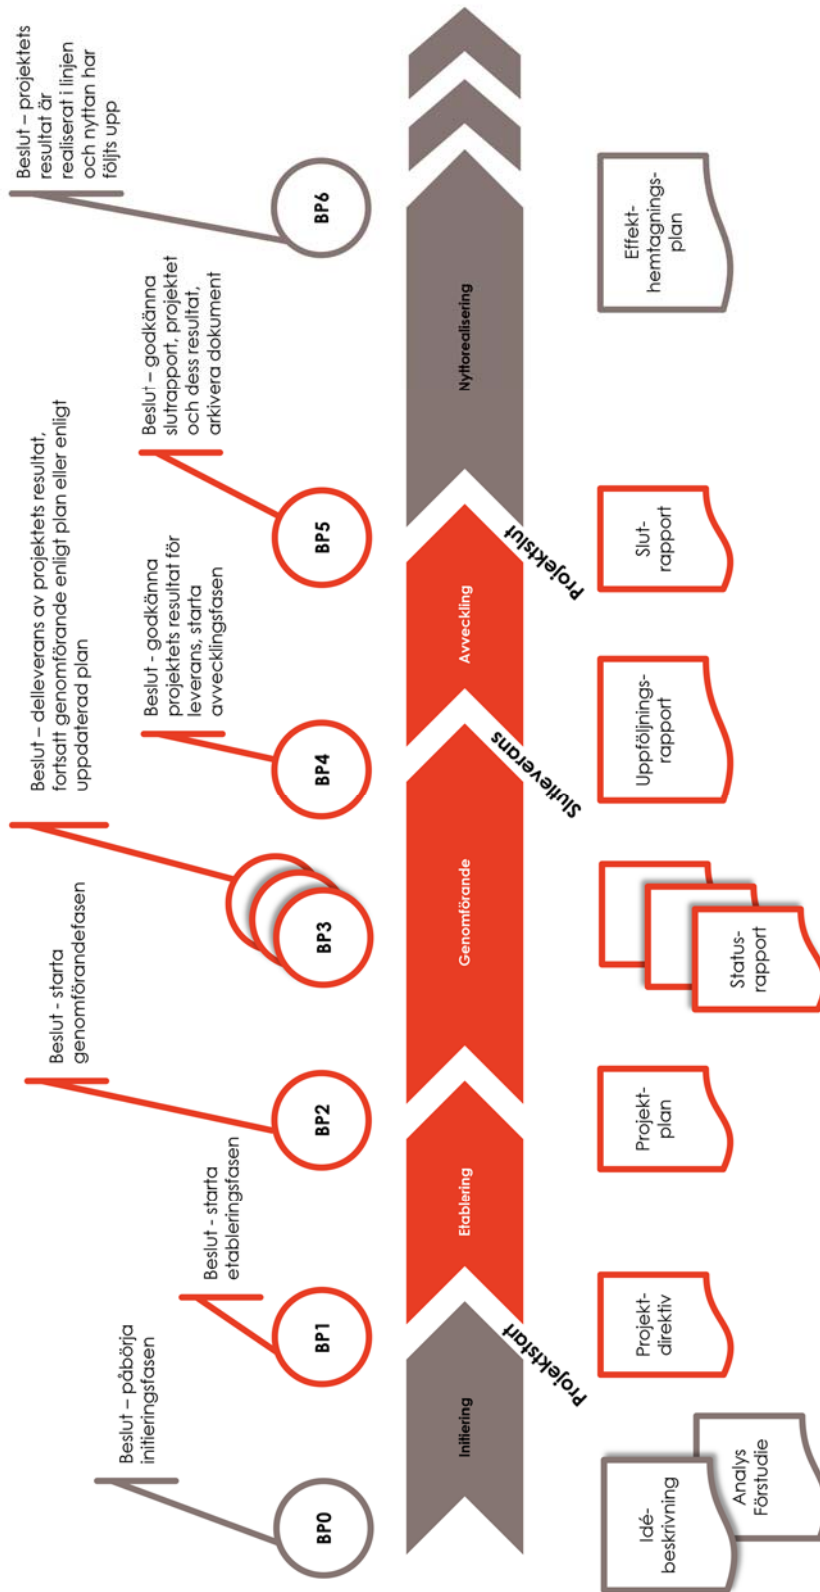 Beslut – påbörja
initieringsfasen
Beslut - starta
etableringsfasen
Beslut - starta
genomförandefasen
Beslut – delleverans av projektets resultat,
fortsatt genomförande enligt plan eller enligt
uppdaterad plan
Beslut - godkänna
projektets resultat för
leverans, starta
avvecklingsfasen
Beslut – godkänna
slutrapport, projektet
och dess resultat,
arkivera dokument
Beslut – projektets
resultat är
realiserat i linjen
och nyttan har
följts upp
BP0
BP1
BP2
BP3
BP4
BP5
BP6
Initiering
Etablering
Genomförande
Avveckling
Nyttorealisering
Projektstart
Slutleverans
Projektslut
Idé-
beskrivning
Analys
Förstudie
Projekt-
direktiv
Projekt-
plan
Status-
rapport
Uppföljnings-
rapport
Slut-
rapport
Effekt-
hemtagnings-
plan